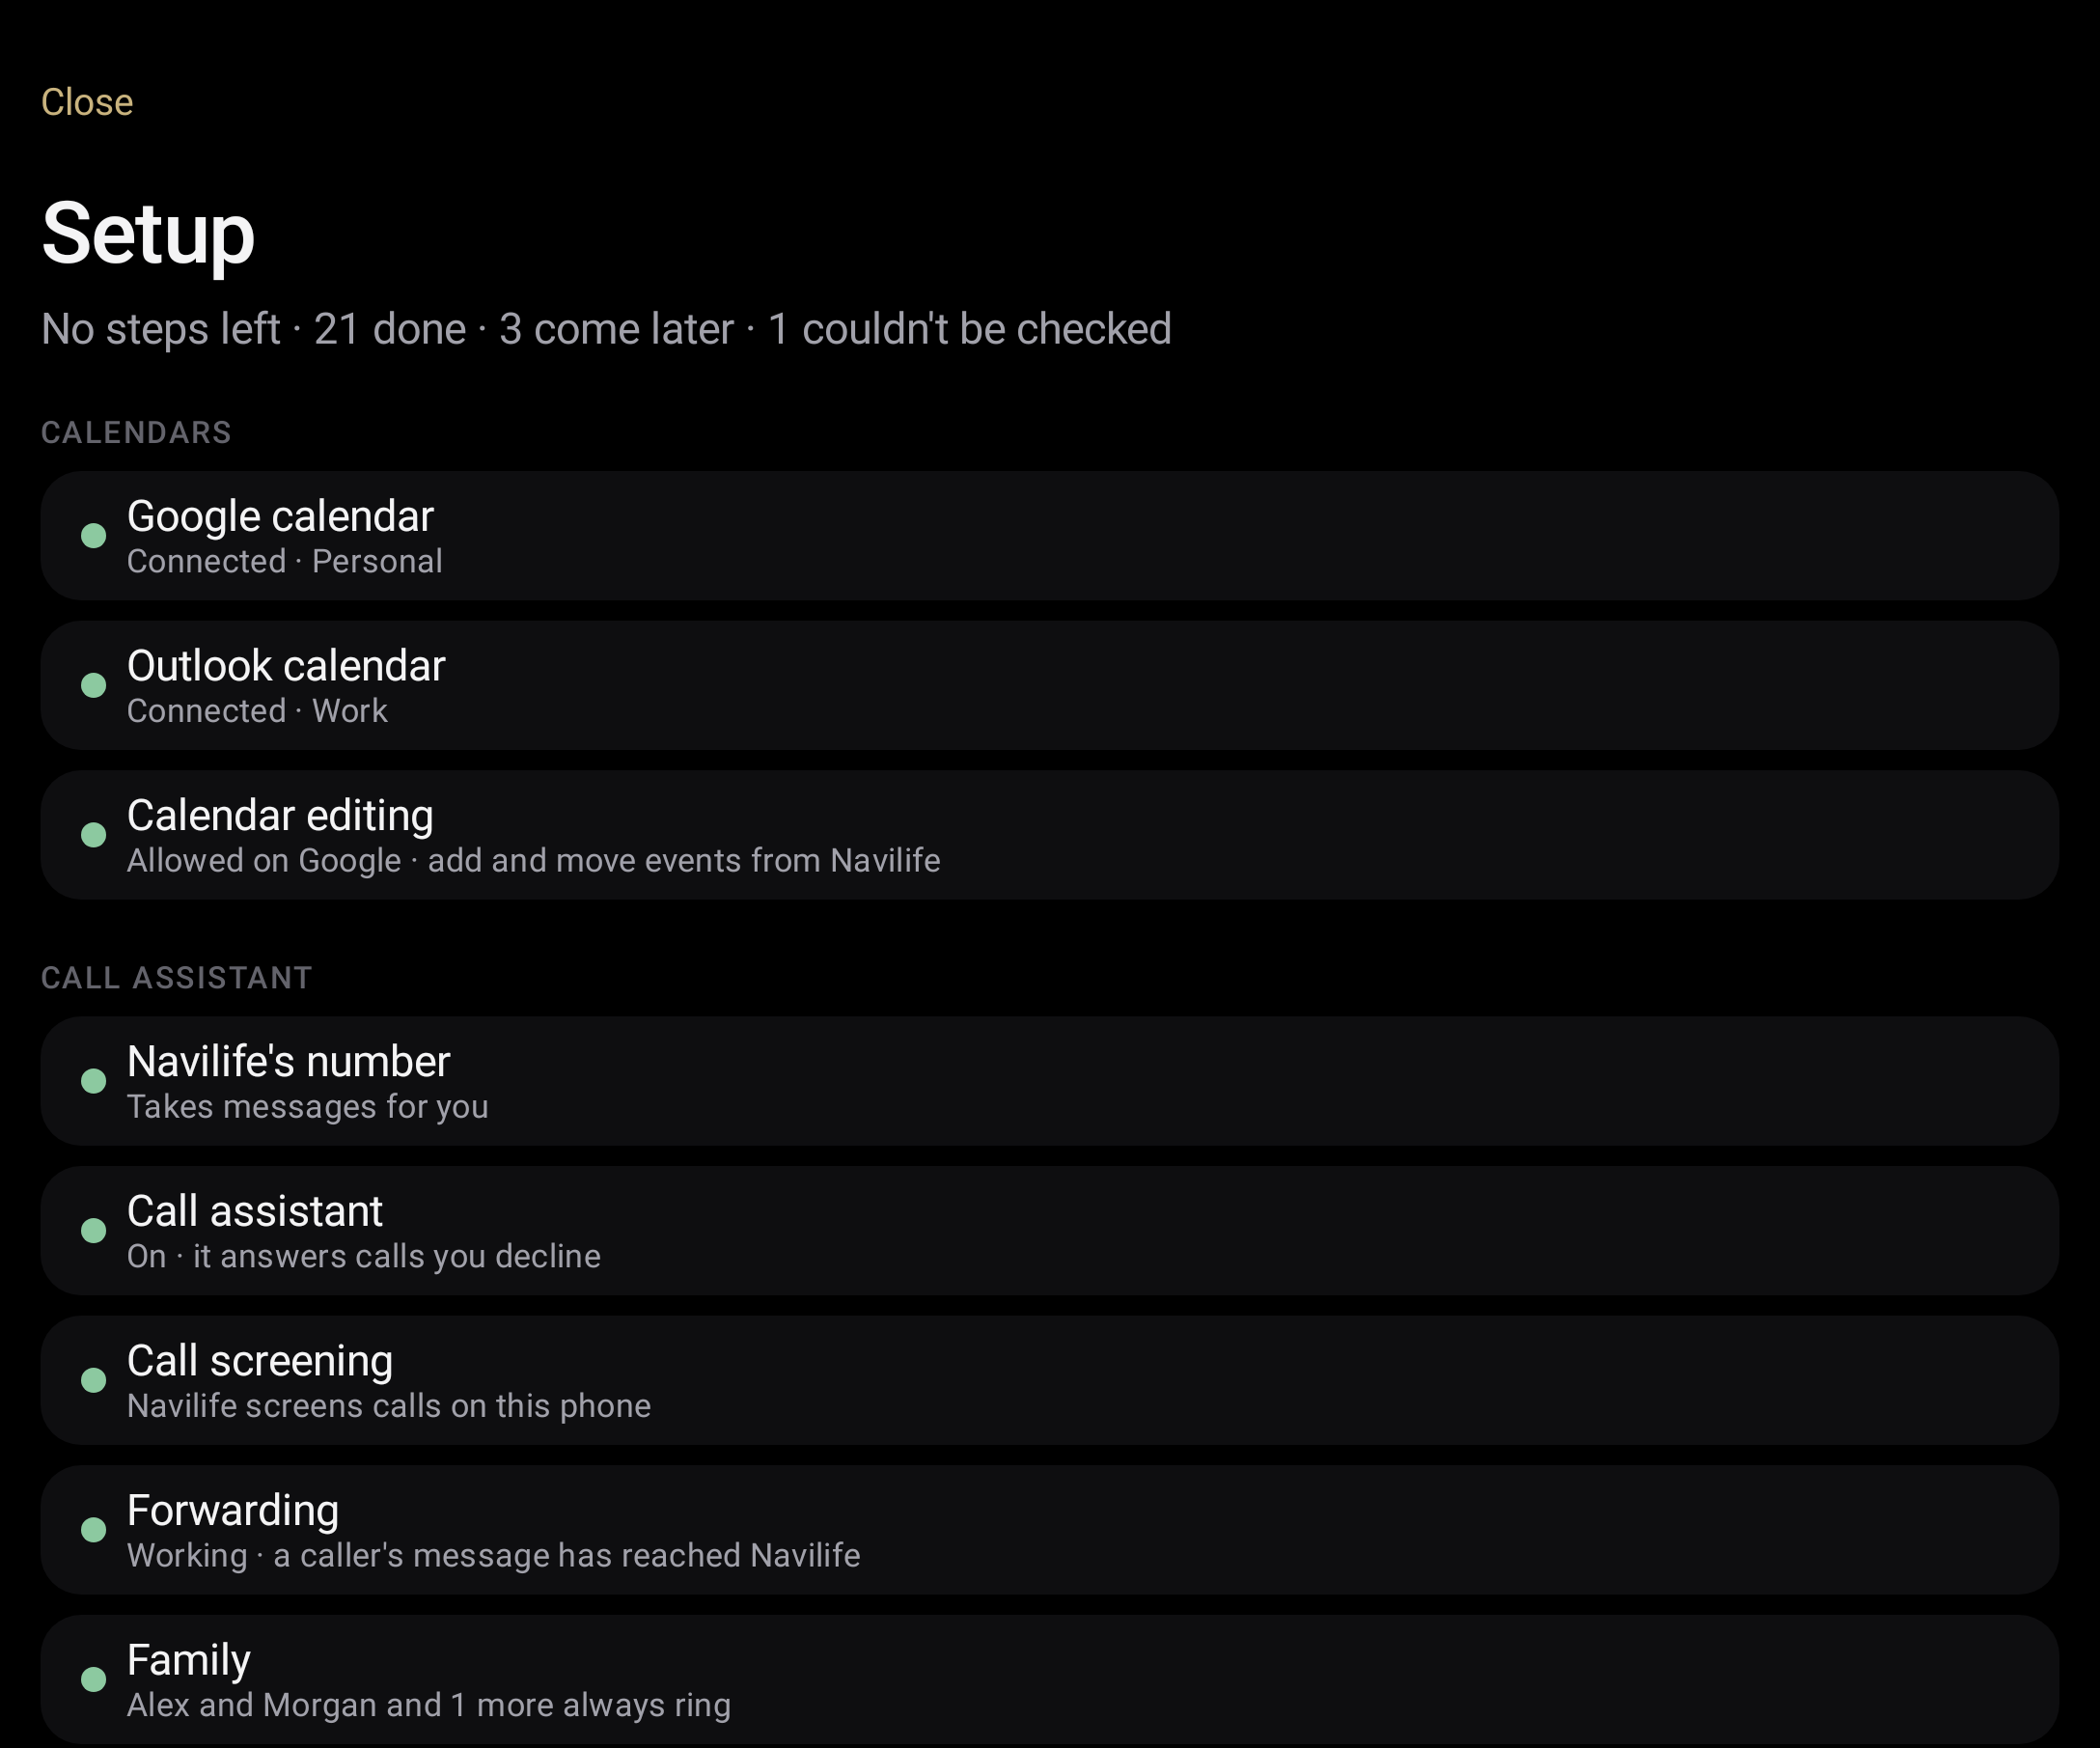 Close
Setup
No steps left · 21 done · 3 come later · 1 couldn't be checked
CALENDARS
Google calendar
Connected · Personal
Outlook calendar
Connected · Work
Calendar editing
Allowed on Google · add and move events from Navilife
CALL ASSISTANT
Navilife's number
Takes messages for you
Call assistant
On · it answers calls you decline
Call screening
Navilife screens calls on this phone
Forwarding
Working · a caller's message has reached Navilife
Family
Alex and Morgan and 1 more always ring